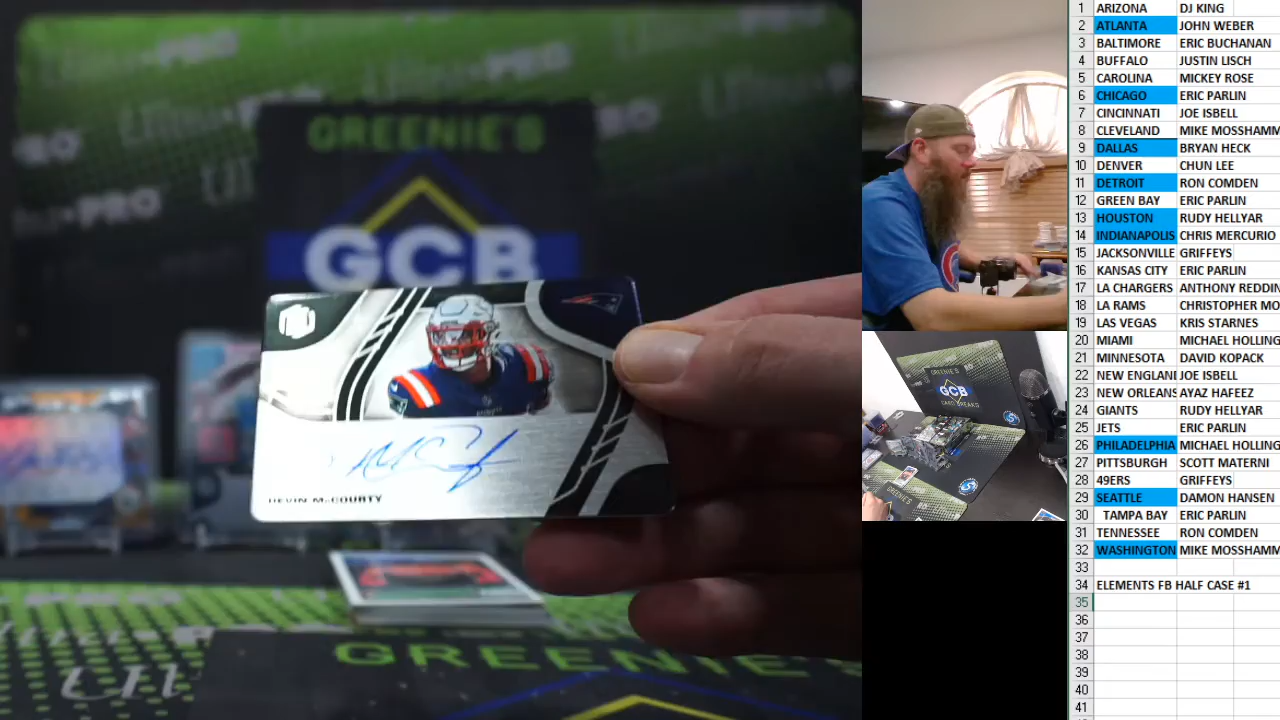 GREENIE'S
GCB
DEVIN McCOURTY
GREENIE'S
GREENIE'S
GCB
CARD BREAKS
GREENIE'S
1 ARIZONA DJ KING
2 ATLANTA JOHN WEBER
3 BALTIMORE ERIC BUCHANAN
4 BUFFALO JUSTIN LISCH
5 CAROLINA MICKEY ROSE
6 CHICAGO ERIC PARLIN
7 CINCINNATI JOE ISBELL
8 CLEVELAND MIKE MOSSHAMM
9 DALLAS BRYAN HECK
10 DENVER CHUN LEE
11 DETROIT RON COMDEN
12 GREEN BAY ERIC PARLIN
13 HOUSTON RUDY HELLYAR
14 INDIANAPOLIS CHRIS MERCURIO
15 JACKSONVILLE GRIFFEYS
16 KANSAS CITY ERIC PARLIN
17 LA CHARGERS ANTHONY REDDIN
18 LA RAMS CHRISTOPHER MO
19 LAS VEGAS KRIS STARNES
20 MIAMI MICHAEL HOLLING
21 MINNESOTA DAVID KOPACK
22 NEW ENGLAN JOE ISBELL
23 NEW ORLEANS AYAZ HAFEEZ
24 GIANTS RUDY HELLYAR
25 JETS ERIC PARLIN
26 PHILADELPHIA MICHAEL HOLLING
27 PITTSBURGH SCOTT MATERNI
28 49ERS GRIFFEYS
29 SEATTLE DAMON HANSEN
30 TAMPA BAY ERIC PARLIN
31 TENNESSEE RON COMDEN
32 WASHINGTON MIKE MOSSHAMM
33
34 ELEMENTS FB HALF CASE #1
35
36
37
38
39
40
41